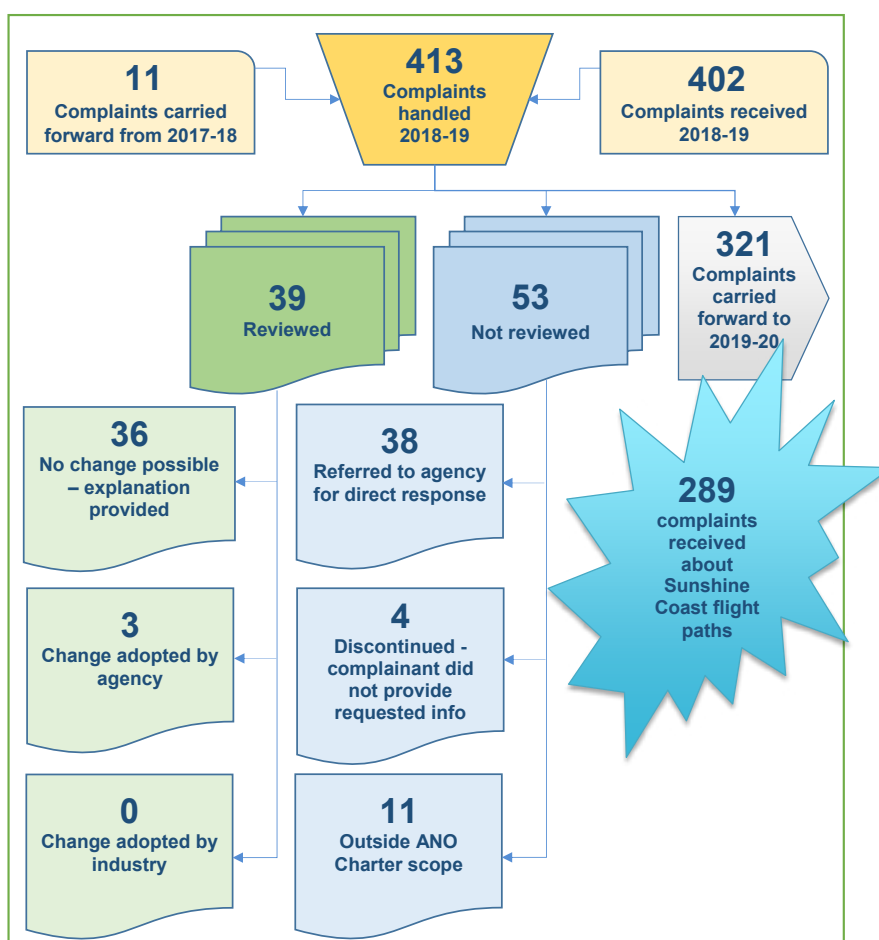 11
Complaints carried
forward from 2017-18
413
Complaints
handled
2018-19
402
Complaints received
2018-19
39
Reviewed
53
Not reviewed
321
Complaints
carried
forward to
2019-20
36
No change possible
– explanation
provided
38
Referred to agency
for direct response
289
complaints
received
about
Sunshine
Coast flight
paths
3
Change adopted by
agency
4
Discontinued -
complainant did
not provide
requested info
0
Change adopted by
industry
11
Outside ANO
Charter scope